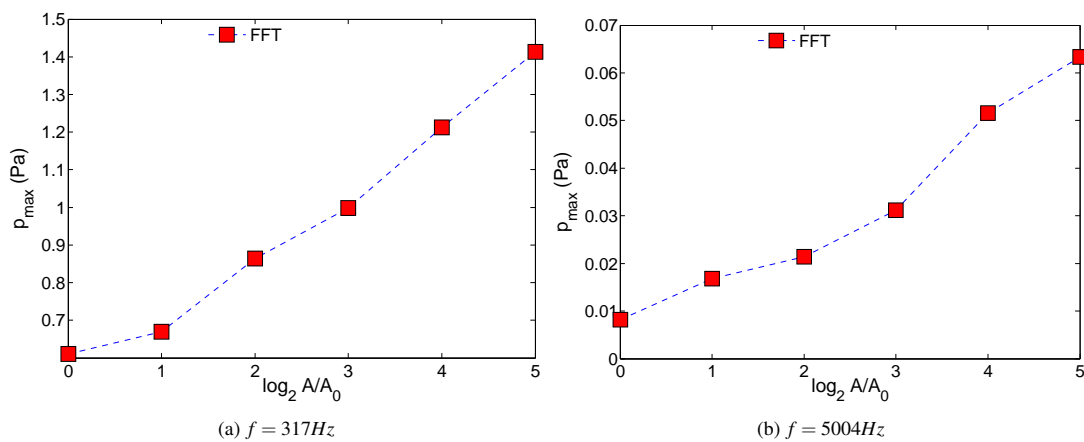 1.5
1.4
1.3
1.2
1.1
1
0.9
0.8
0.7
p_max (Pa)
FFT
0 1 2 3 4 5
log_2 A/A_0
(a) f = 317Hz
0.07
0.06
0.05
0.04
0.03
0.02
0.01
0
p_max (Pa)
FFT
0 1 2 3 4 5
log_2 A/A_0
(b) f = 5004Hz